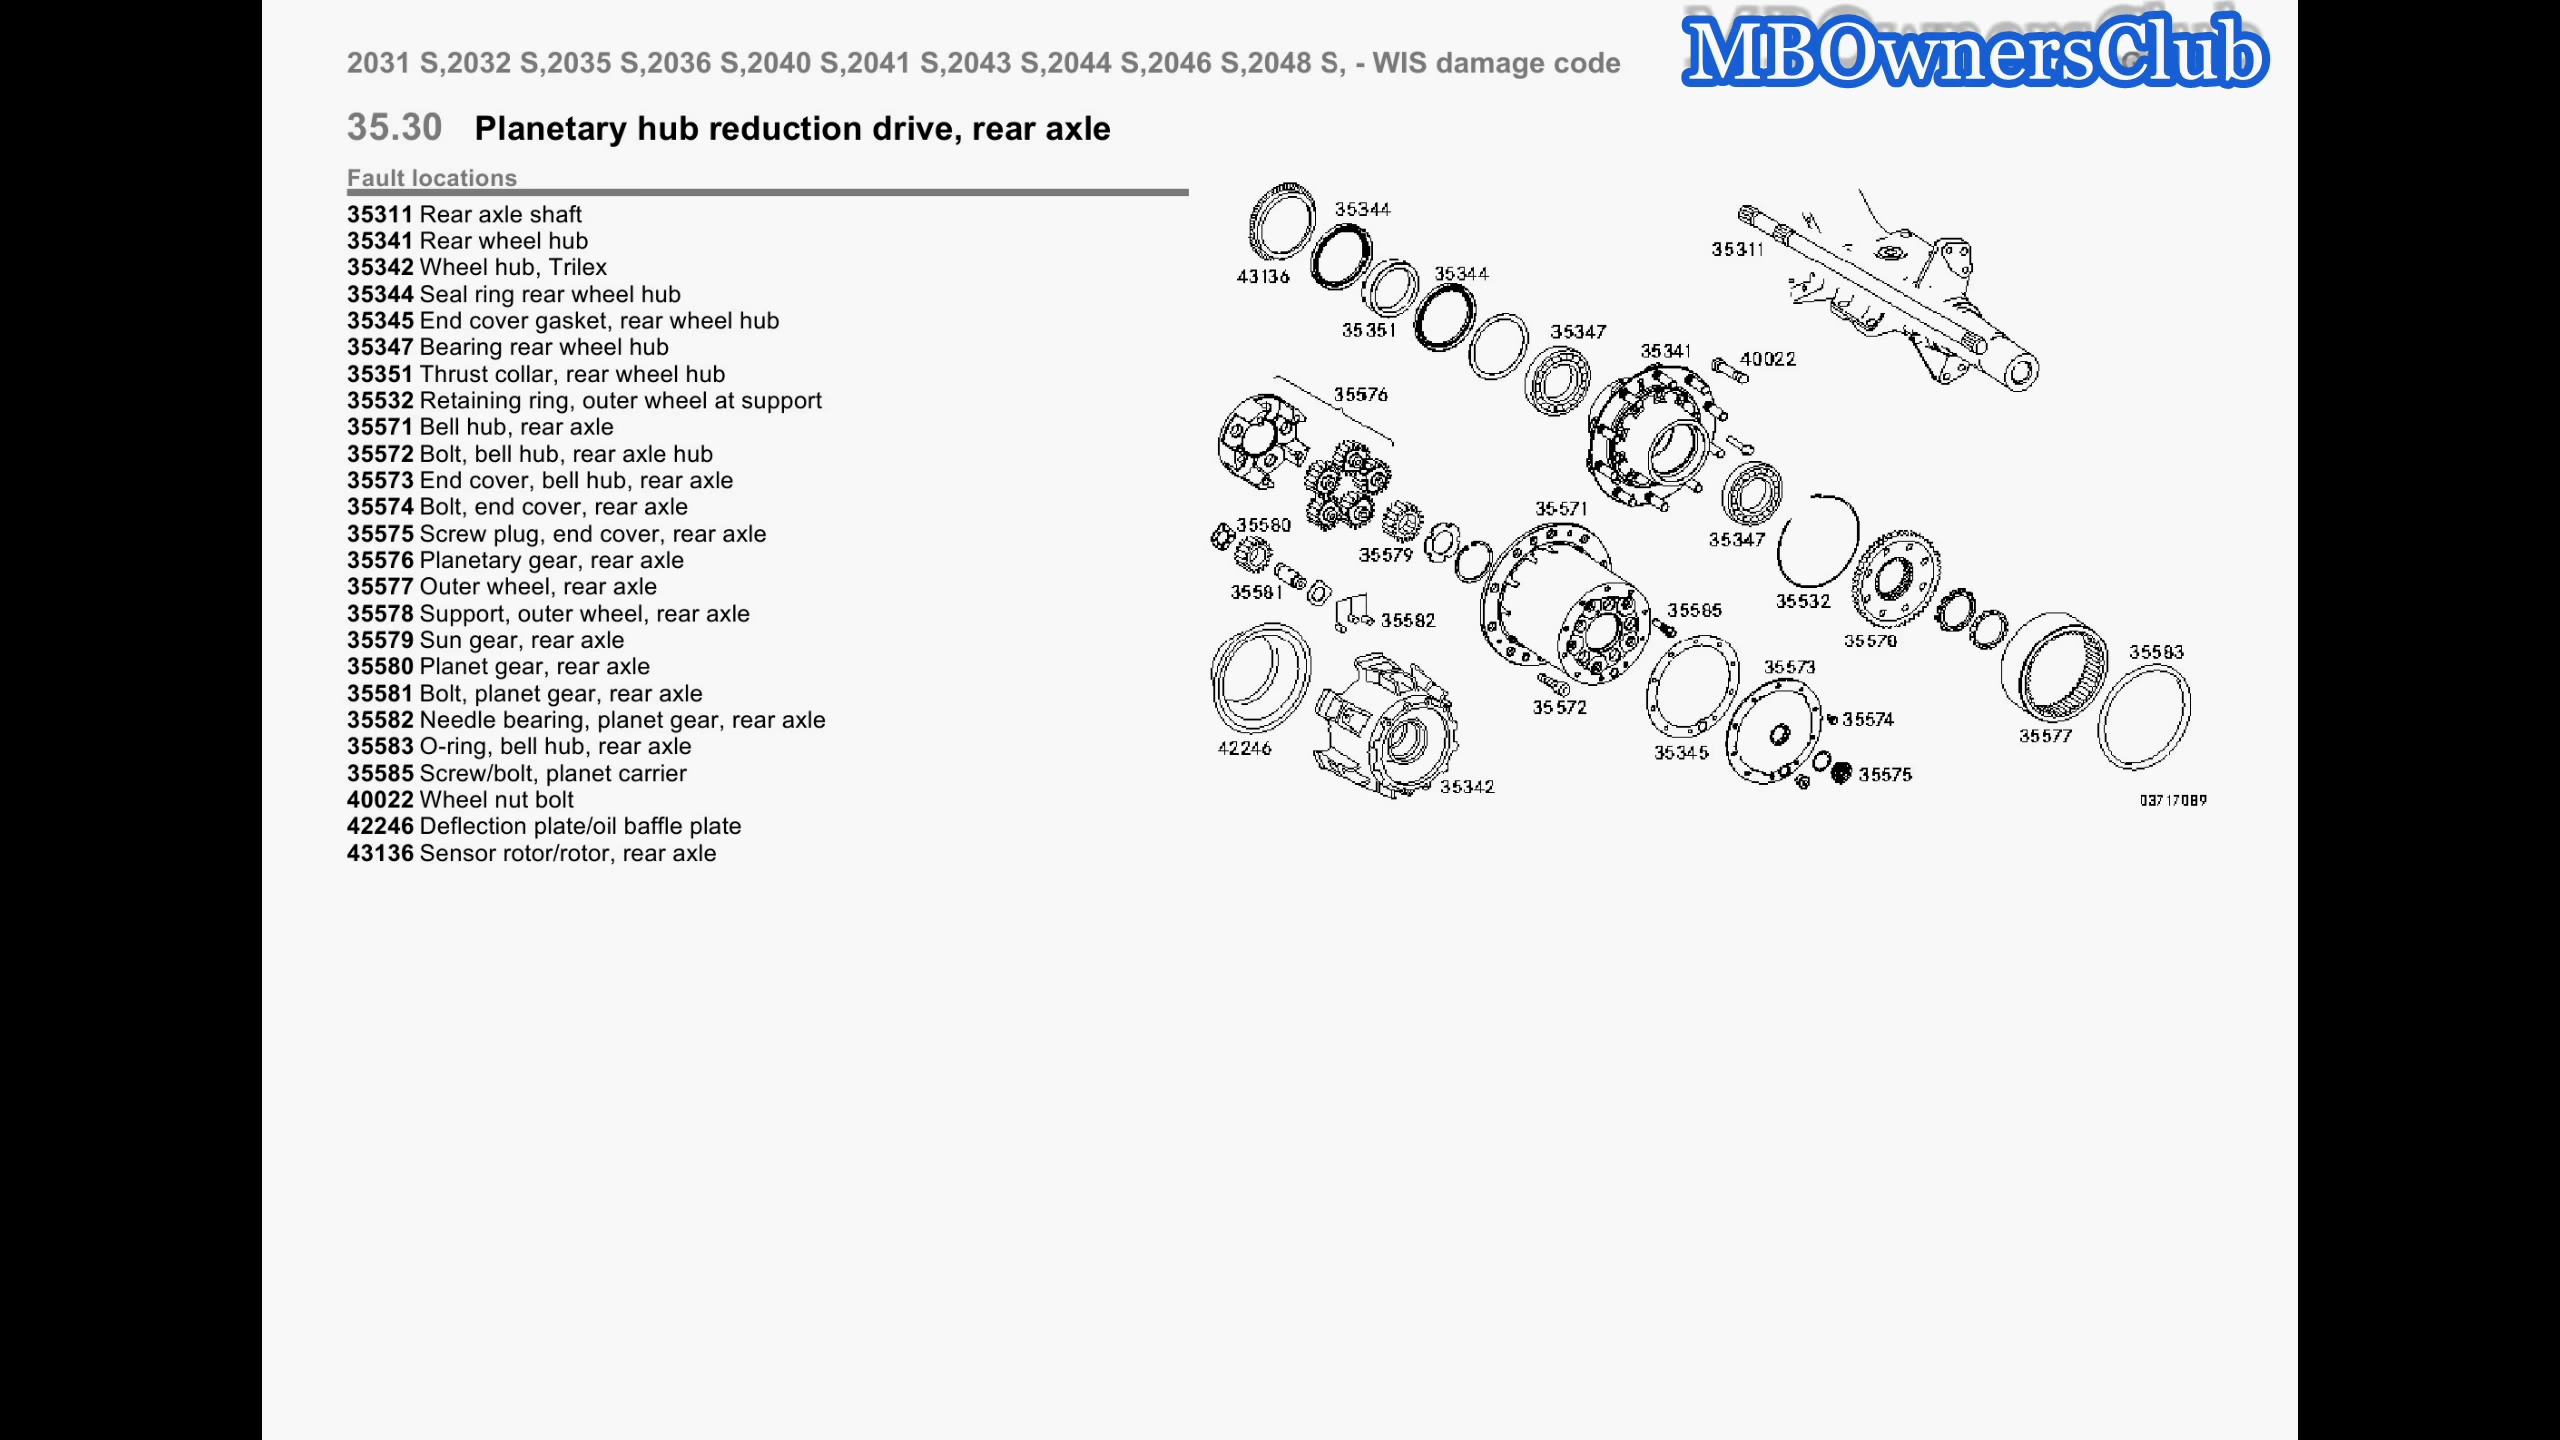 MBOwnersClub
2031 S,2032 S,2035 S,2036 S,2040 S,2041 S,2043 S,2044 S,2046 S,2048 S, - WIS damage code
35.30 Planetary hub reduction drive, rear axle
Fault locations
35311 Rear axle shaft
35341 Rear wheel hub
35342 Wheel hub, Trilex
35344 Seal ring rear wheel hub
35345 End cover gasket, rear wheel hub
35347 Bearing rear wheel hub
35351 Thrust collar, rear wheel hub
35532 Retaining ring, outer wheel at support
35571 Bell hub, rear axle
35572 Bolt, bell hub, rear axle hub
35573 End cover, bell hub, rear axle
35574 Bolt, end cover, rear axle
35575 Screw plug, end cover, rear axle
35576 Planetary gear, rear axle
35577 Outer wheel, rear axle
35578 Support, outer wheel, rear axle
35579 Sun gear, rear axle
35580 Planet gear, rear axle
35581 Bolt, planet gear, rear axle
35582 Needle bearing, planet gear, rear axle
35583 O-ring, bell hub, rear axle
35585 Screw/bolt, planet carrier
40022 Wheel nut bolt
42246 Deflection plate/oil baffle plate
43136 Sensor rotor/rotor, rear axle
35344
35311
43136
35344
35351
35347
35341
40022
35576
35571
35580
35347
35579
35581
35532
35585
35582
35578
35583
35573
35572
35574
35577
42246
35345
35575
35342
03717089